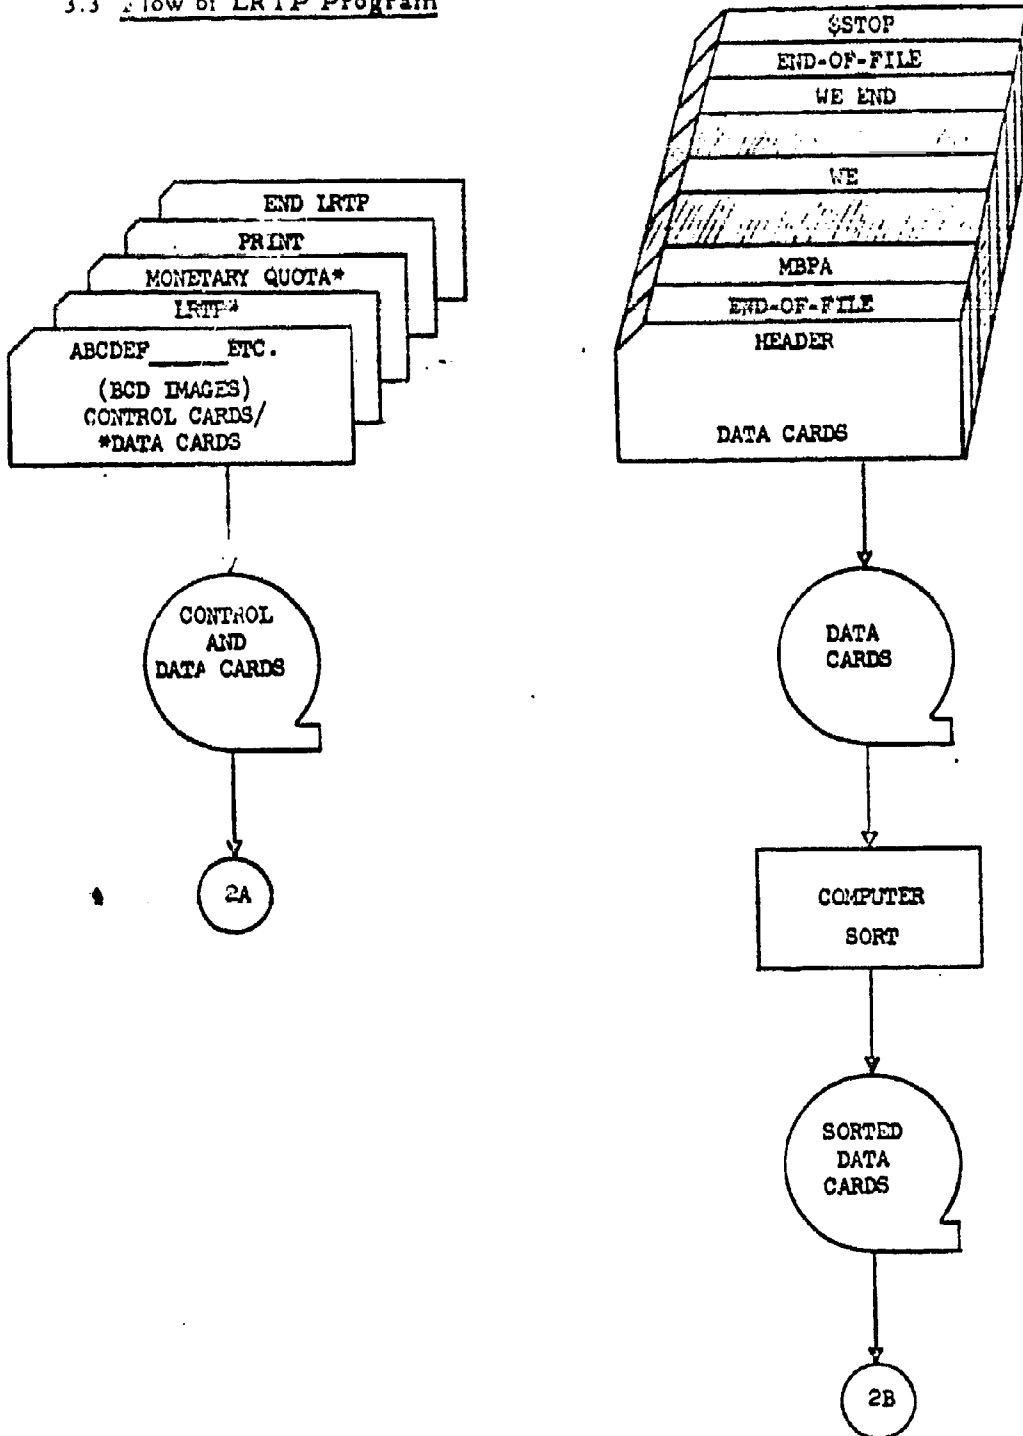 3.3 Flow of LRTP Program
END LRTP
PRINT
MONETARY QUOTA*
LRTP*
ABCDEF______ETC.
(BCD IMAGES)
CONTROL CARDS/
*DATA CARDS
CONTROL
AND
DATA CARDS
2A
$STOP
END-OF-FILE
WE END
WE
MBPA
END-OF-FILE
HEADER
DATA CARDS
DATA
CARDS
COMPUTER
SORT
SORTED
DATA
CARDS
2B